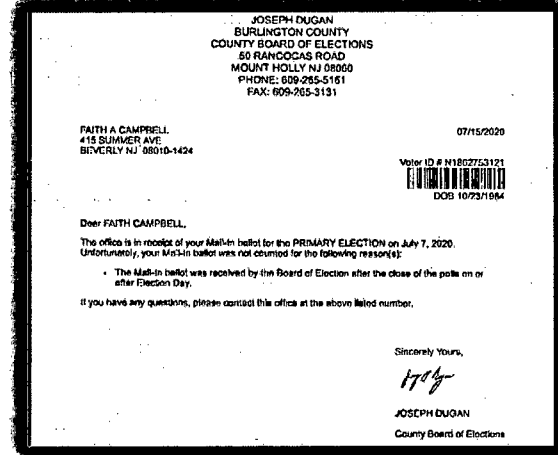 JOSEPH DUGAN
BURLINGTON COUNTY
COUNTY BOARD OF ELECTIONS
50 RANCOCAS ROAD
MOUNT HOLLY NJ 08060
PHONE: 609-265-5161
FAX: 609-265-3131
FAITH A CAMPBELL
415 SUMMER AVE
BEVERLY NJ 08010-1424
07/15/2020
Voter ID # N1802753121
DOB 10/23/1984
Dear FAITH CAMPBELL,
The office is in receipt of your Mail-In ballot for the PRIMARY ELECTION on July 7, 2020.
Unfortunately, your Mail-In ballot was not counted for the following reason(s):
• The Mail-In ballot was received by the Board of Election after the close of the polls on or
after Election Day.
If you have any questions, please contact this office at the above listed number.
Sincerely Yours,
JOSEPH DUGAN
County Board of Elections